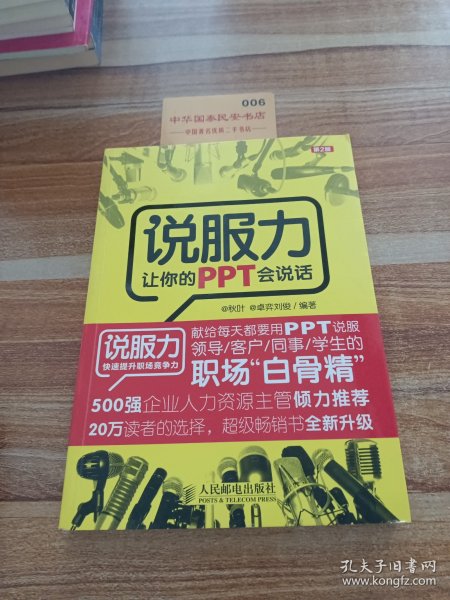 006
中华国泰民安书店
中国著名优质二手书店
第2版
说服力
让你的PPT会说话
@秋叶 @卓弈刘俊/编著
说服力
快速提升职场竞争力
献给每天都要用PPT说服
领导/客户/同事/学生的
职场“白骨精”
500强企业人力资源主管倾力推荐
20万读者的选择，超级畅销书全新升级
人民邮电出版社
POSTS & TELECOM PRESS
孔夫子旧书网
www.kongfz.com